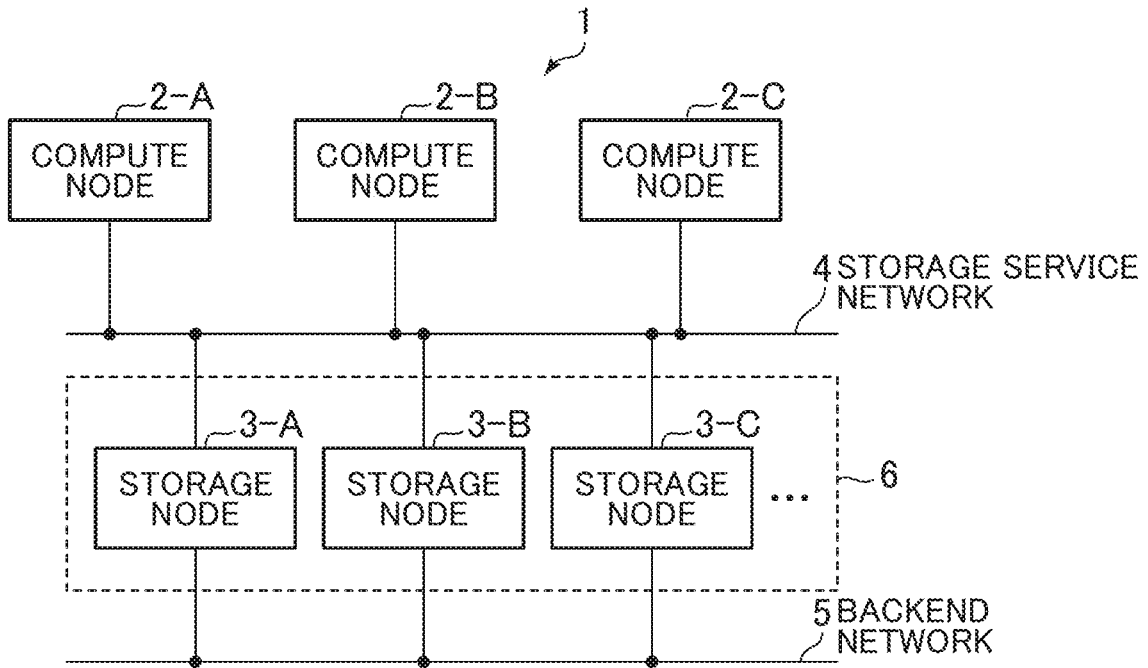 1
2-A
2-B
2-C
COMPUTE
NODE
COMPUTE
NODE
COMPUTE
NODE
4 STORAGE SERVICE
NETWORK
3-A
3-B
3-C
STORAGE
NODE
STORAGE
NODE
STORAGE
NODE
...
6
5 BACKEND
NETWORK